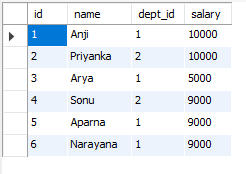 id name dept_id salary
1 Anji 1 10000
2 Priyanka 2 10000
3 Arya 1 5000
4 Sonu 2 9000
5 Aparna 1 9000
6 Narayana 1 9000